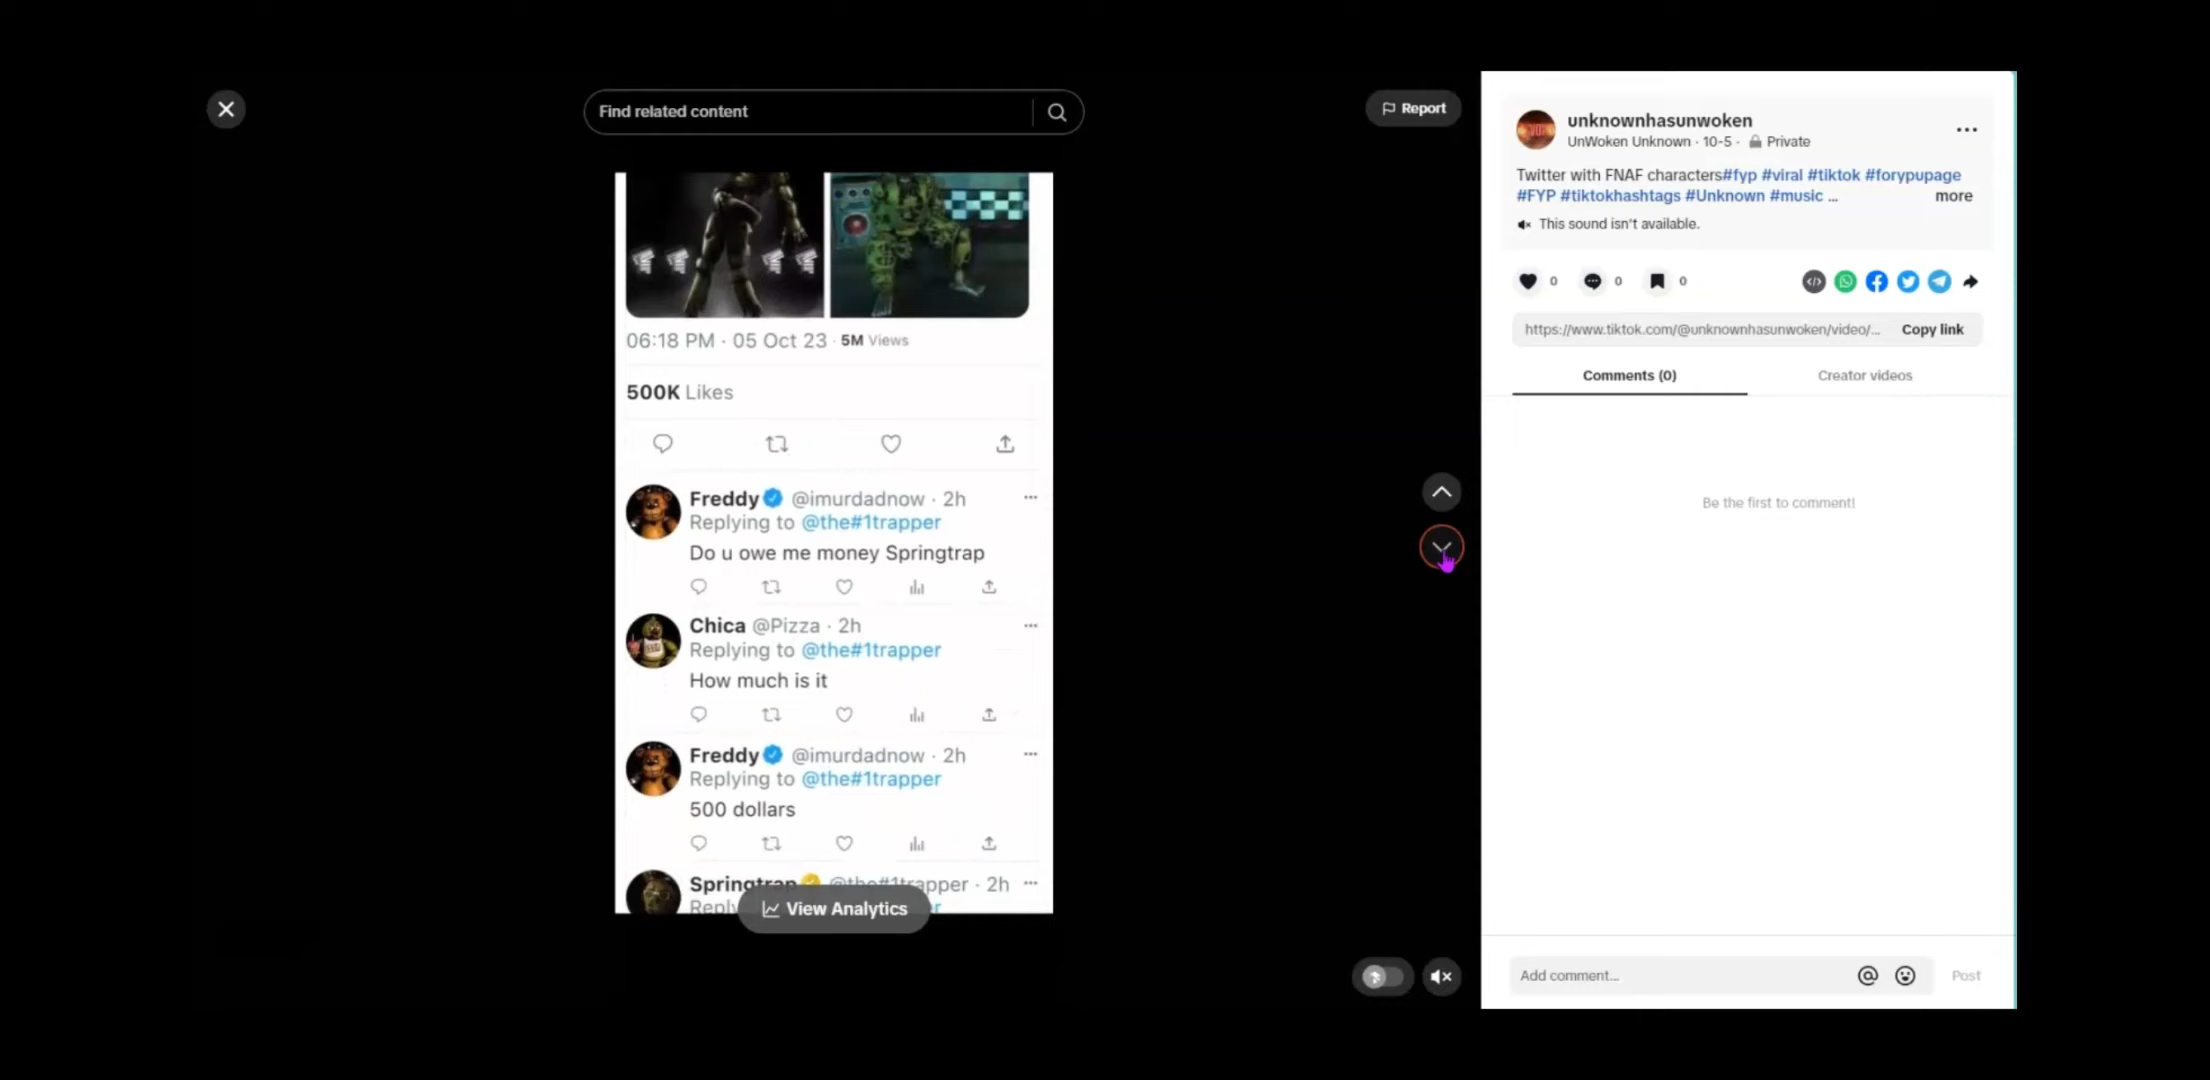 Find related content
Report
06:18 PM · 05 Oct 23 · 5M Views
500K Likes
Freddy @imurdadnow · 2h
Replying to @the#1trapper
Do u owe me money Springtrap
Chica @Pizza · 2h
Replying to @the#1trapper
How much is it
Freddy @imurdadnow · 2h
Replying to @the#1trapper
500 dollars
Springtrap @the#1trapper · 2h
View Analytics
unknownhasunwoken
UnWoken Unknown · 10-5 · Private
Twitter with FNAF characters#fyp #viral #tiktok #forypupage
#FYP #tiktokhashtags #Unknown #music ... more
This sound isn't available.
0 0 0
https://www.tiktok.com/@unknownhasunwoken/video/... Copy link
Comments (0) Creator videos
Be the first to comment!
Add comment... Post